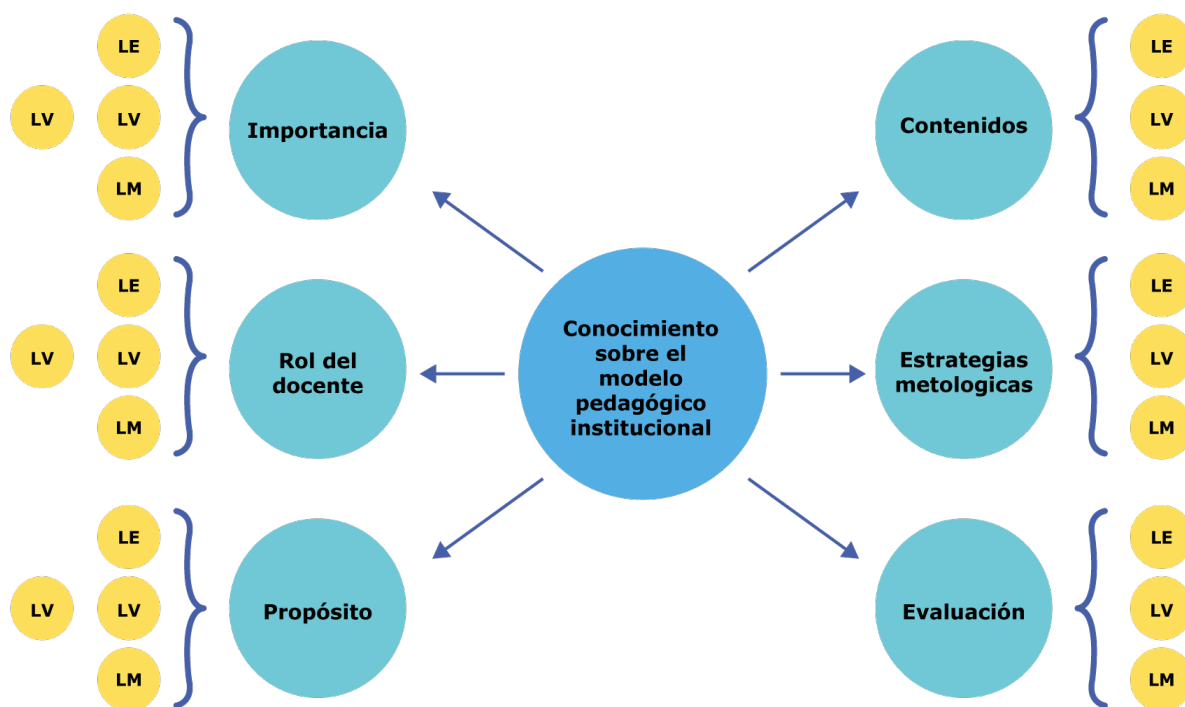 LE
LV
LV
LM
Importancia
LE
LV
LV
LM
Rol del
docente
LE
LV
LV
LM
Propósito
Conocimiento
sobre el
modelo
pedagógico
institucional
Contenidos
LE
LV
LM
Estrategias
metologicas
LE
LV
LM
Evaluación
LE
LV
LM